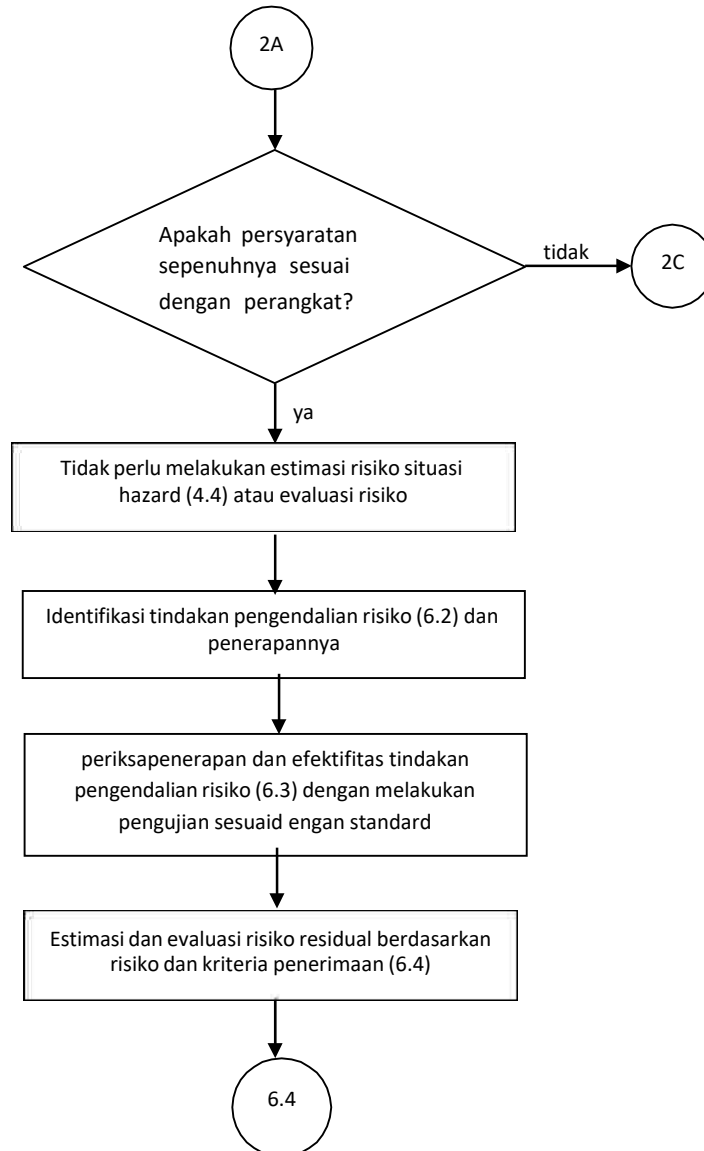 2A
Apakah persyaratan
sepenuhnya sesuai
dengan perangkat?
tidak
2C
ya
Tidak perlu melakukan estimasi risiko situasi
hazard (4.4) atau evaluasi risiko
Identifikasi tindakan pengendalian risiko (6.2) dan
penerapannya
periksapenerapan dan efektifitas tindakan
pengendalian risiko (6.3) dengan melakukan
pengujian sesuaid engan standard
Estimasi dan evaluasi risiko residual berdasarkan
risiko dan kriteria penerimaan (6.4)
6.4